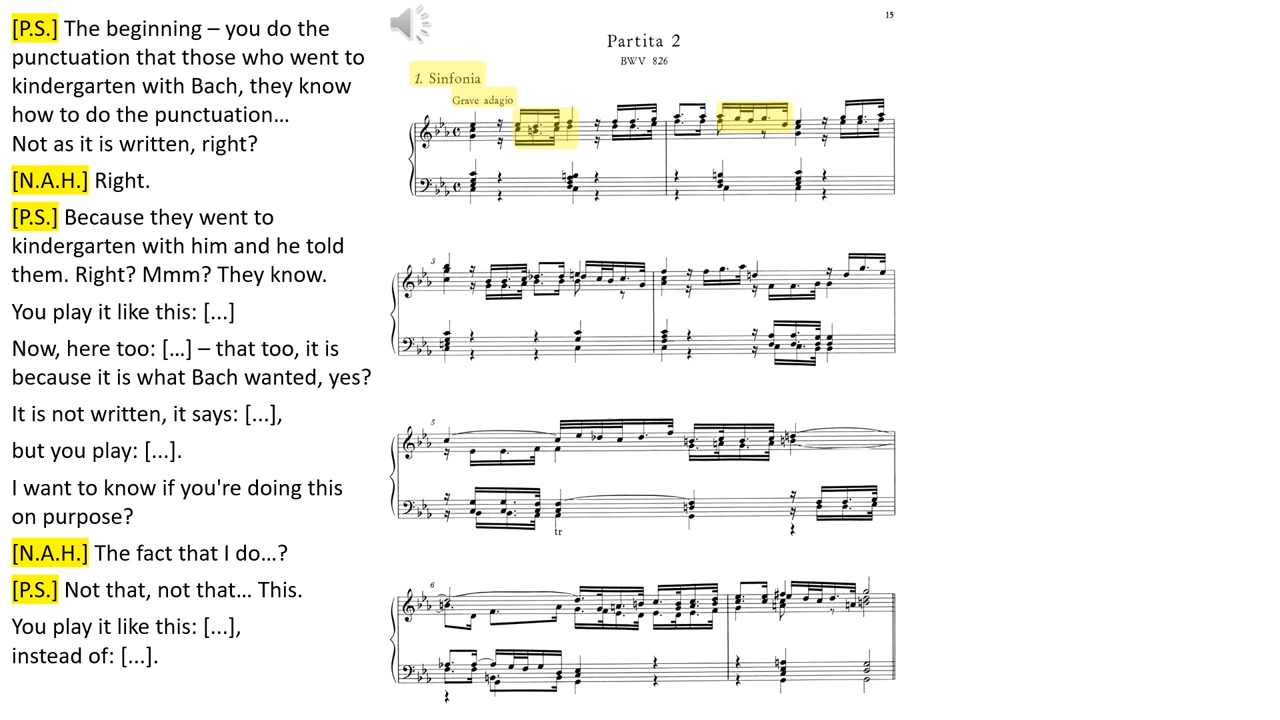 [P.S.] The beginning – you do the
punctuation that those who went to
kindergarten with Bach, they know
how to do the punctuation…
Not as it is written, right?
[N.A.H.] Right.
[P.S.] Because they went to
kindergarten with him and he told
them. Right? Mmm? They know.
You play it like this: [...]
Now, here too: […] – that too, it is
because it is what Bach wanted, yes?
It is not written, it says: [...],
but you play: [...].
I want to know if you're doing this
on purpose?
[N.A.H.] The fact that I do…?
[P.S.] Not that, not that… This.
You play it like this: [...],
instead of: [...].
15
Partita 2
BWV 826
1. Sinfonia
Grave adagio
3
5
tr
6